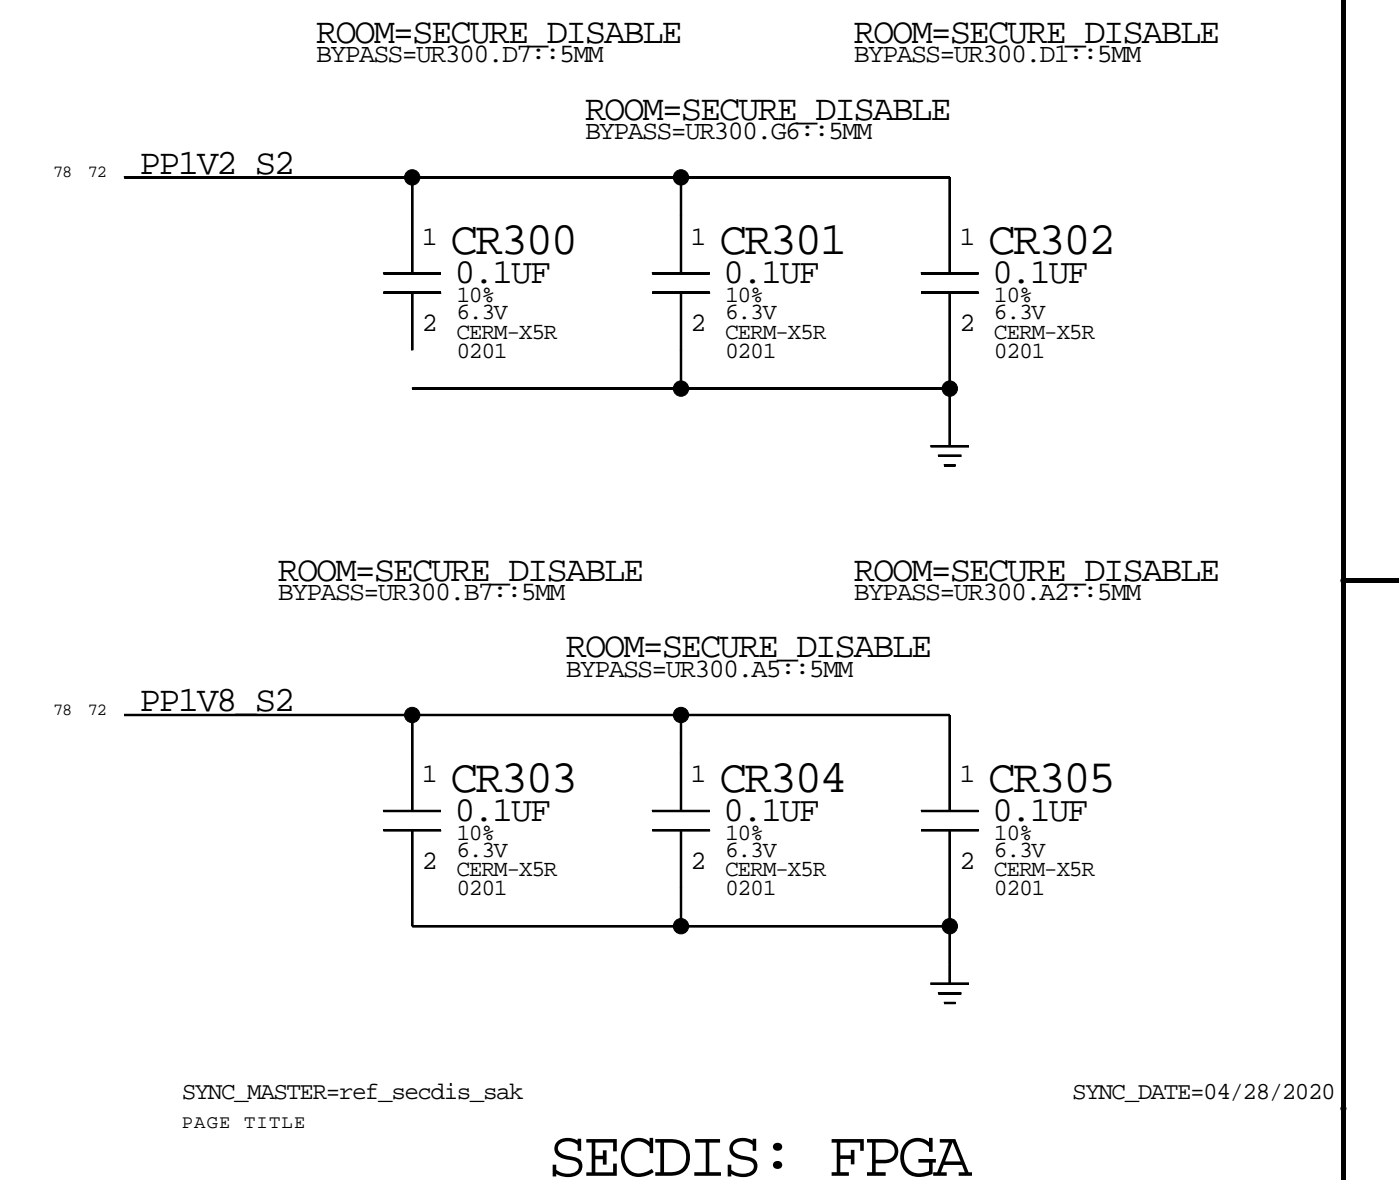 ROOM=SECURE_DISABLE
BYPASS=UR300.D7::5MM
ROOM=SECURE_DISABLE
BYPASS=UR300.D1::5MM
ROOM=SECURE_DISABLE
BYPASS=UR300.G6::5MM
78 72 PP1V2_S2
1 CR300
0.1UF
10%
6.3V
2 CERM-X5R
0201
1 CR301
0.1UF
10%
6.3V
2 CERM-X5R
0201
1 CR302
0.1UF
10%
6.3V
2 CERM-X5R
0201
ROOM=SECURE_DISABLE
BYPASS=UR300.B7::5MM
ROOM=SECURE_DISABLE
BYPASS=UR300.A2::5MM
ROOM=SECURE_DISABLE
BYPASS=UR300.A5::5MM
78 72 PP1V8_S2
1 CR303
0.1UF
10%
6.3V
2 CERM-X5R
0201
1 CR304
0.1UF
10%
6.3V
2 CERM-X5R
0201
1 CR305
0.1UF
10%
6.3V
2 CERM-X5R
0201
SYNC_MASTER=ref_secdis_sak
SYNC_DATE=04/28/2020
PAGE TITLE
SECDIS: FPGA